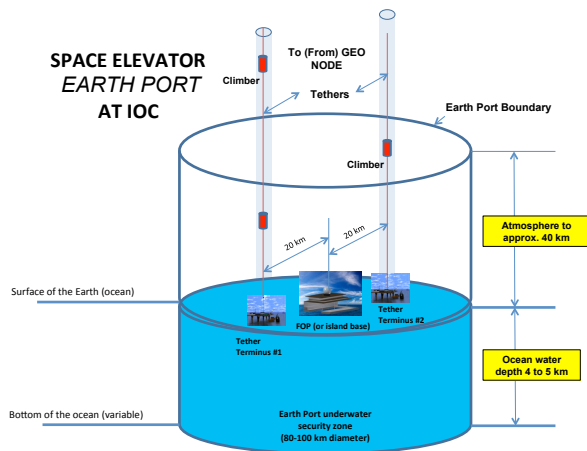 SPACE ELEVATOR
EARTH PORT
AT IOC
To (From) GEO
NODE
Climber
Tethers
Earth Port Boundary
Climber
20 km
20 km
Atmosphere to
approx. 40 km
Surface of the Earth (ocean)
Tether
Terminus #1
FOP (or island base)
Tether
Terminus #2
Ocean water
depth 4 to 5 km
Bottom of the ocean (variable)
Earth Port underwater
security zone
(80-100 km diameter)